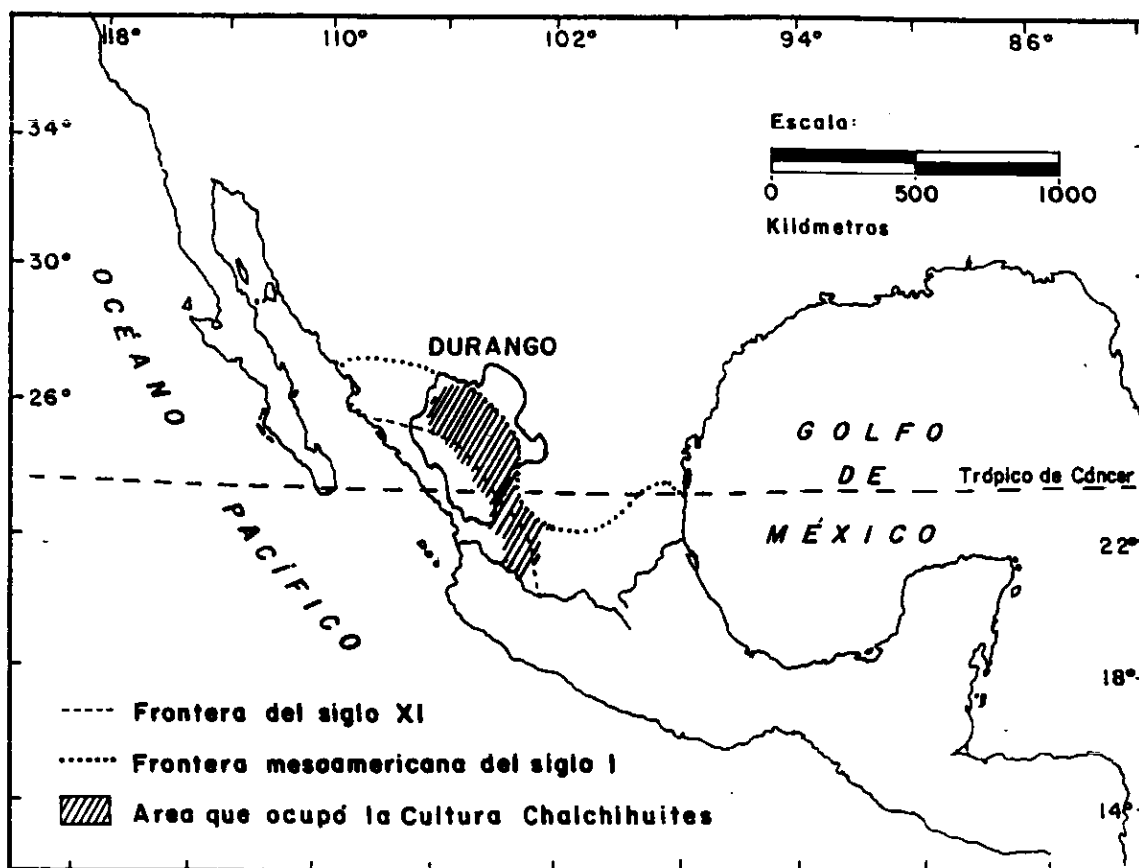 118° 110° 102° 94° 86°
34°
Escala:
0 500 1000
Kilómetros
30°
OCÉANO
DURANGO
26°
GOLFO
DE
Trópico de Cáncer
PACÍFICO
MÉXICO
22°
18°
Frontera del siglo XI
Frontera mesoamericana del siglo I
Area que ocupó la Cultura Chalchihuites
14°